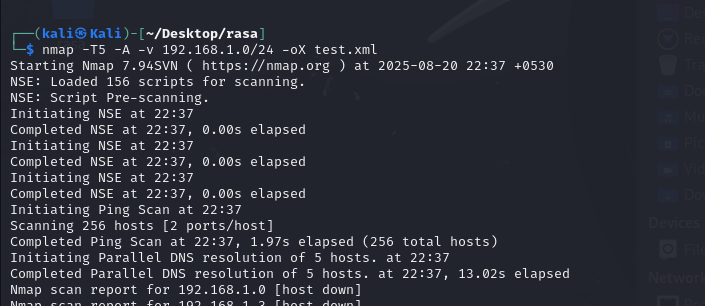 ┌──(kali㉿Kali)-[~/Desktop/rasa]
└─$ nmap -T5 -A -v 192.168.1.0/24 -oX test.xml
Starting Nmap 7.94SVN ( https://nmap.org ) at 2025-08-20 22:37 +0530
NSE: Loaded 156 scripts for scanning.
NSE: Script Pre-scanning.
Initiating NSE at 22:37
Completed NSE at 22:37, 0.00s elapsed
Initiating NSE at 22:37
Completed NSE at 22:37, 0.00s elapsed
Initiating NSE at 22:37
Completed NSE at 22:37, 0.00s elapsed
Initiating Ping Scan at 22:37
Scanning 256 hosts [2 ports/host]
Completed Ping Scan at 22:37, 1.97s elapsed (256 total hosts)
Initiating Parallel DNS resolution of 5 hosts. at 22:37
Completed Parallel DNS resolution of 5 hosts. at 22:37, 13.02s elapsed
Nmap scan report for 192.168.1.0 [host down]
Nmap scan report for 192.168.1.3 [host down]
De
Re
Tra
Do
Mu
Pic
Vid
Do
Devices
File
Network